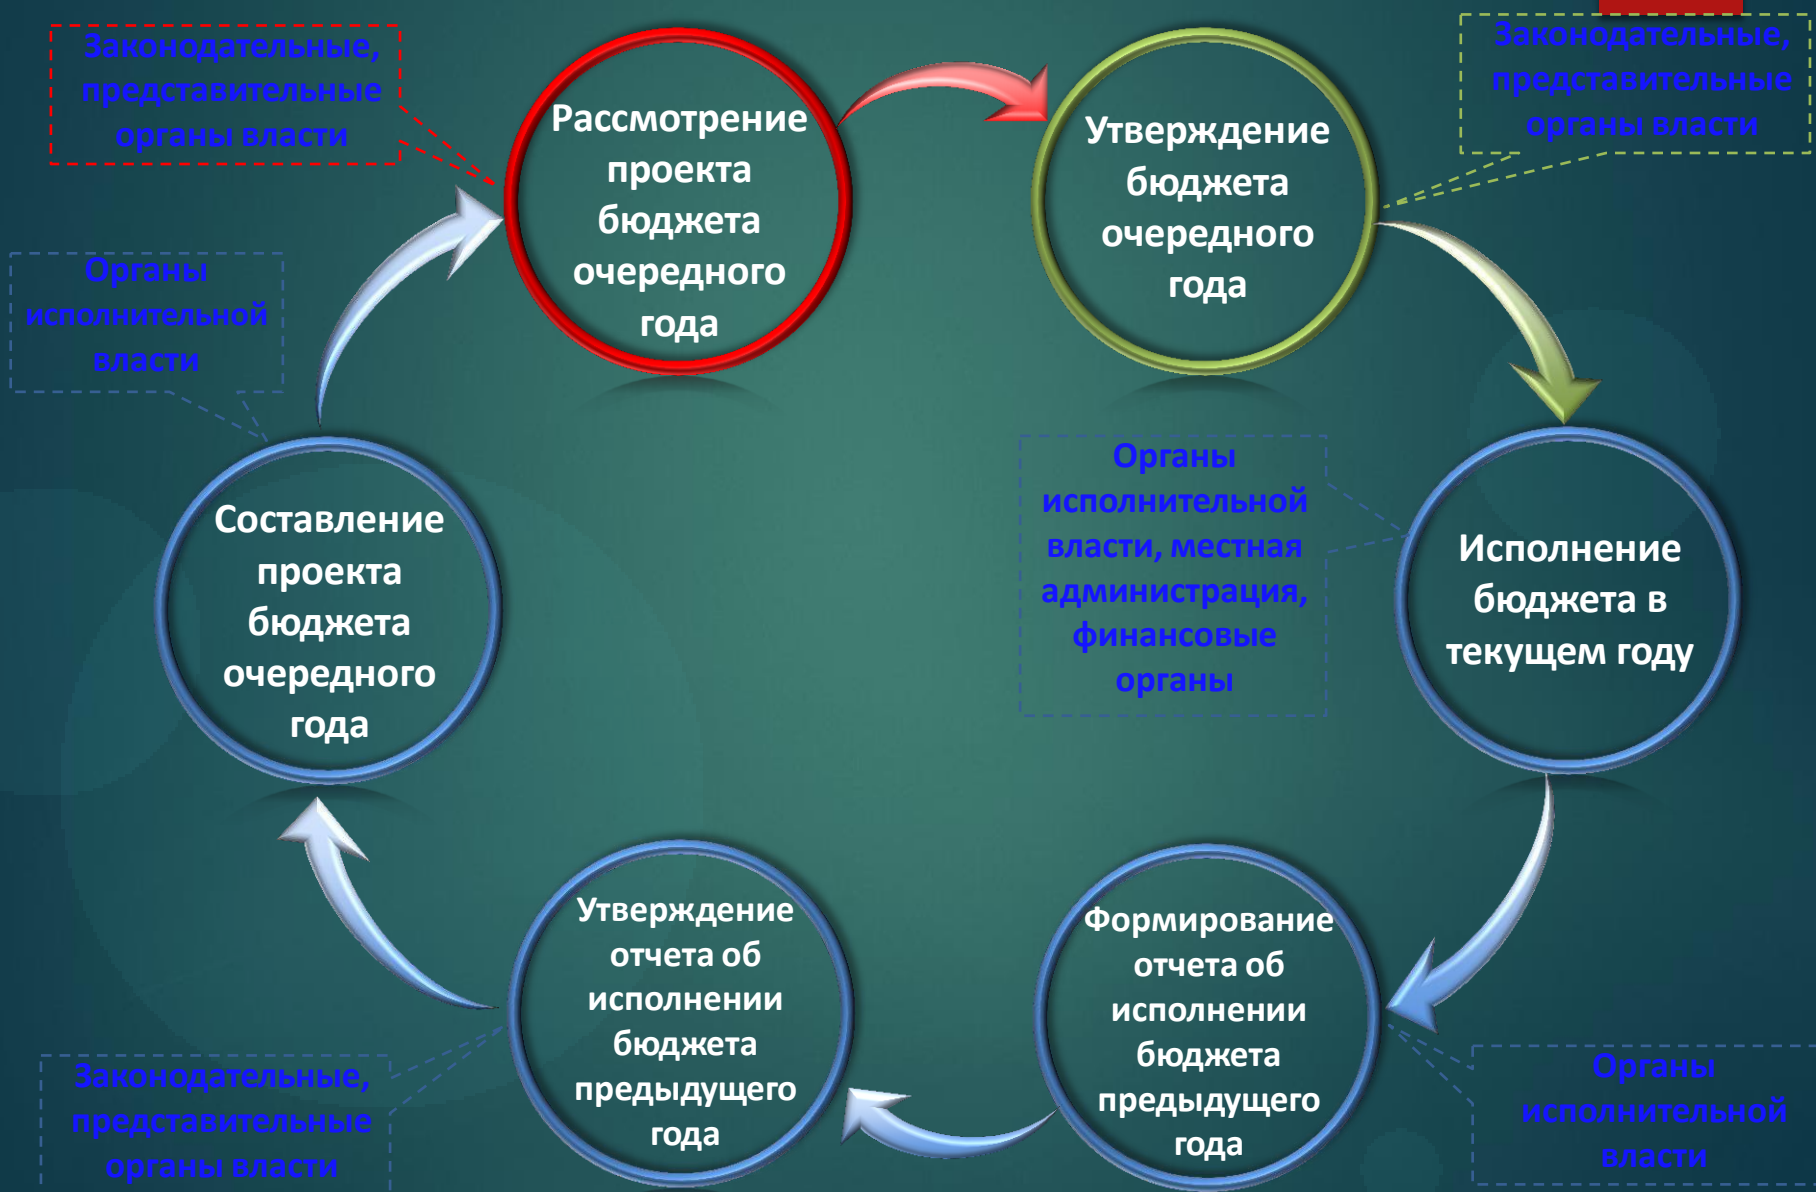 Законодательные,
представительные
органы власти
Рассмотрение
проекта
бюджета
очередного
года
Утверждение
бюджета
очередного
года
Законодательные,
представительные
органы власти
Органы
исполнительной
власти
Составление
проекта
бюджета
очередного
года
Органы
исполнительной
власти, местная
администрация,
финансовые
органы
Исполнение
бюджета в
текущем году
Законодательные,
представительные
органы власти
Утверждение
отчета об
исполнении
бюджета
предыдущего
года
Формирование
отчета об
исполнении
бюджета
предыдущего
года
Органы
исполнительной
власти